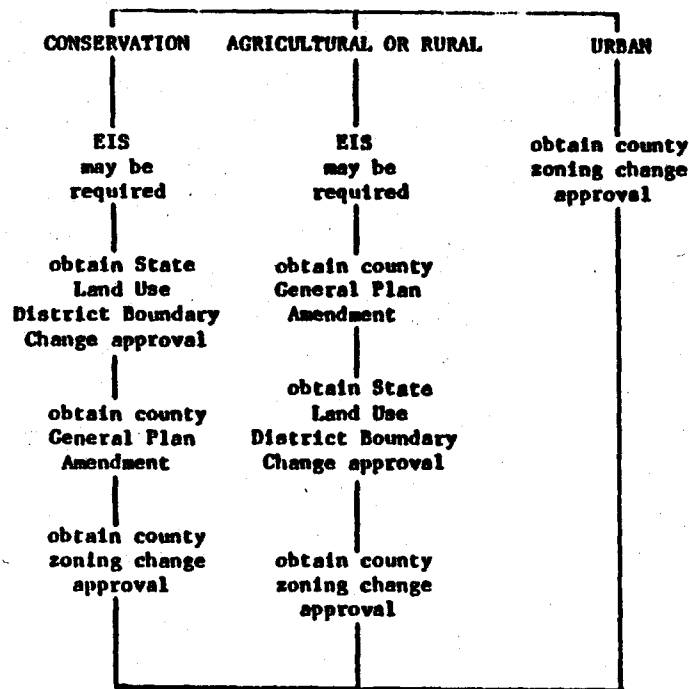 CONSERVATION
EIS
may be
required
obtain State
Land Use
District Boundary
Change approval
obtain county
General Plan
Amendment
obtain county
zoning change
approval
AGRICULTURAL OR RURAL
EIS
may be
required
obtain county
General Plan
Amendment
obtain State
Land Use
District Boundary
Change approval
obtain county
zoning change
approval
URBAN
obtain county
zoning change
approval